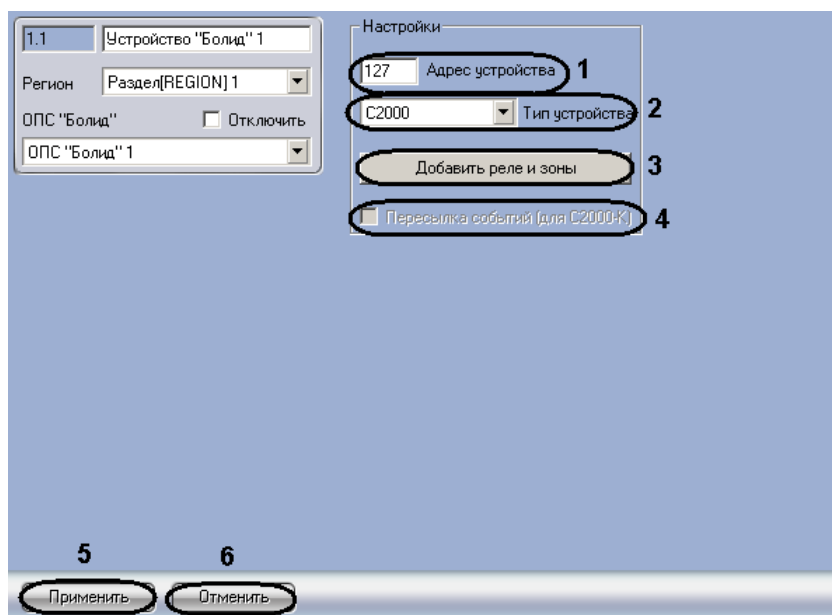 1.1 Устройство "Болид" 1
Регион Раздел[REGION] 1
ОПС "Болид" Отключить
ОПС "Болид" 1
Настройки
127 Адрес устройства 1
С2000 Тип устройства 2
Добавить реле и зоны 3
Пересылка событий (для С2000-К) 4
5 6
Применить Отменить